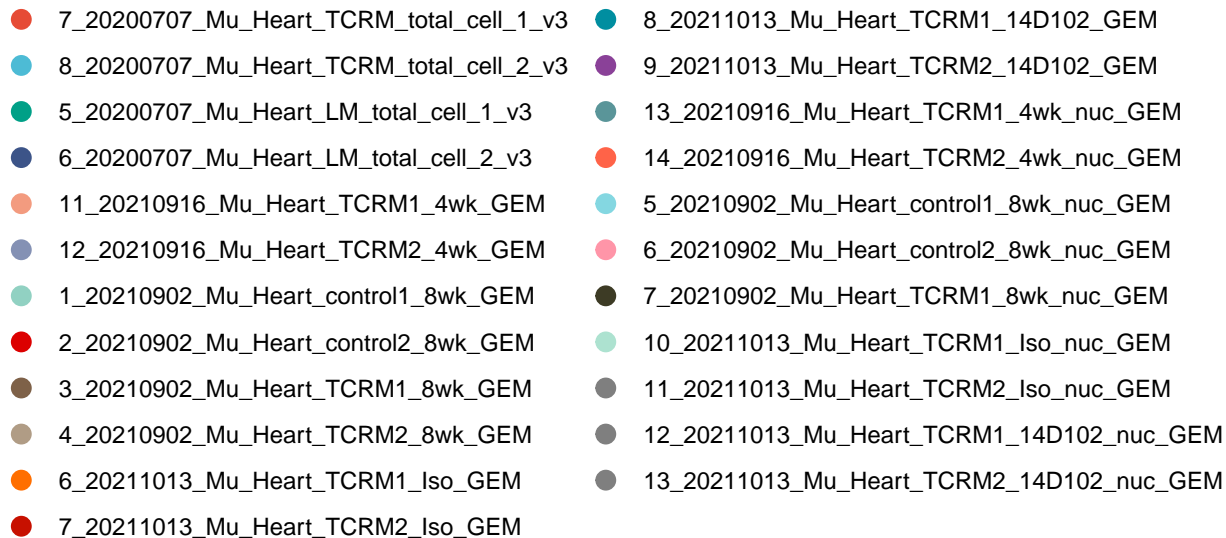 7_20200707_Mu_Heart_TCRM_total_cell_1_v3
8_20200707_Mu_Heart_TCRM_total_cell_2_v3
5_20200707_Mu_Heart_LM_total_cell_1_v3
6_20200707_Mu_Heart_LM_total_cell_2_v3
11_20210916_Mu_Heart_TCRM1_4wk_GEM
12_20210916_Mu_Heart_TCRM2_4wk_GEM
1_20210902_Mu_Heart_control1_8wk_GEM
2_20210902_Mu_Heart_control2_8wk_GEM
3_20210902_Mu_Heart_TCRM1_8wk_GEM
4_20210902_Mu_Heart_TCRM2_8wk_GEM
6_20211013_Mu_Heart_TCRM1_Iso_GEM
7_20211013_Mu_Heart_TCRM2_Iso_GEM
8_20211013_Mu_Heart_TCRM1_14D102_GEM
9_20211013_Mu_Heart_TCRM2_14D102_GEM
13_20210916_Mu_Heart_TCRM1_4wk_nuc_GEM
14_20210916_Mu_Heart_TCRM2_4wk_nuc_GEM
5_20210902_Mu_Heart_control1_8wk_nuc_GEM
6_20210902_Mu_Heart_control2_8wk_nuc_GEM
7_20210902_Mu_Heart_TCRM1_8wk_nuc_GEM
10_20211013_Mu_Heart_TCRM1_Iso_nuc_GEM
11_20211013_Mu_Heart_TCRM2_Iso_nuc_GEM
12_20211013_Mu_Heart_TCRM1_14D102_nuc_GEM
13_20211013_Mu_Heart_TCRM2_14D102_nuc_GEM